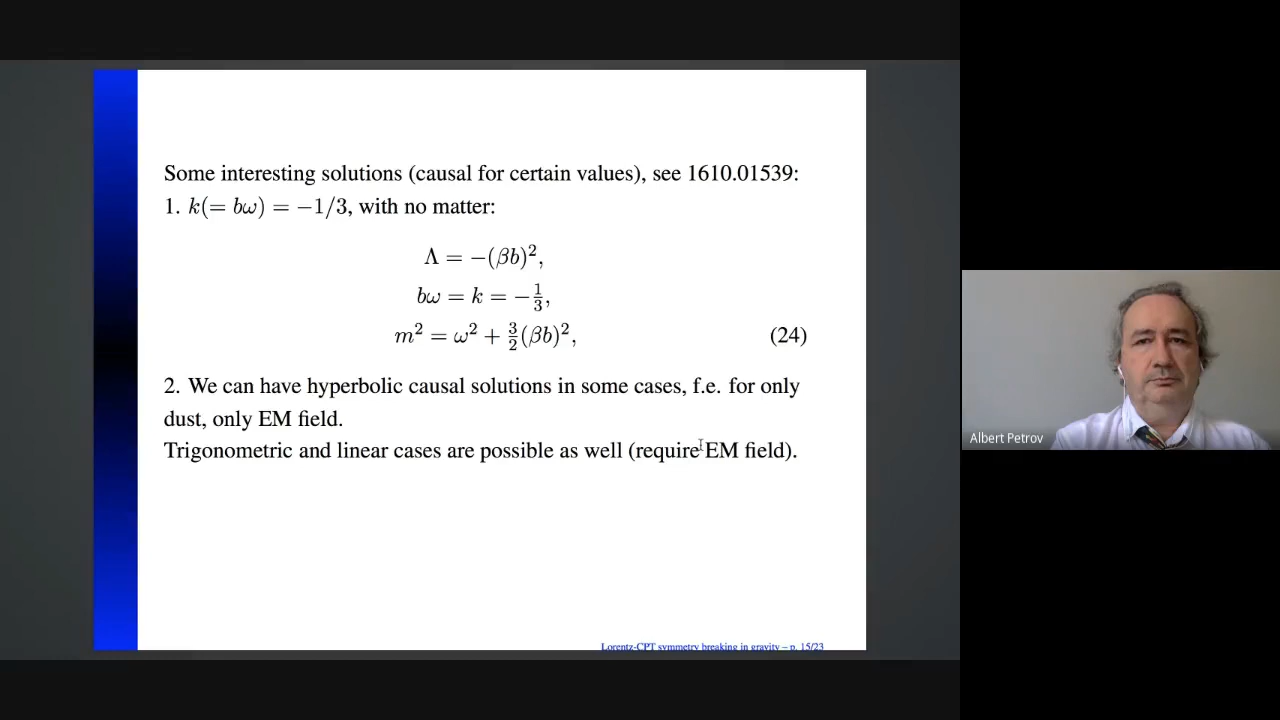 Some interesting solutions (causal for certain values), see 1610.01539:
1. k(= bω) = −1/3, with no matter:
Λ = −(βb)²,
bω = k = −1/3,
m² = ω² + 3/2(βb)², (24)
2. We can have hyperbolic causal solutions in some cases, f.e. for only
dust, only EM field.
Trigonometric and linear cases are possible as well (require EM field).
Lorentz-CPT symmetry breaking in gravity – p. 15/23
Albert Petrov